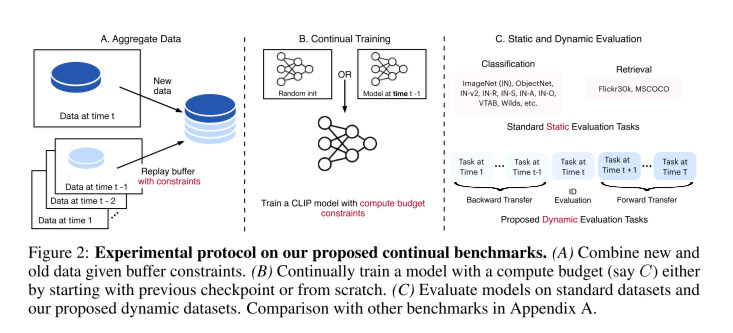 A. Aggregate Data
New
data
Data at time t
Replay buffer
with constraints
Data at time t -1
Data at time t - 2
Data at time 1
B. Continual Training
Random init
OR
Model at time t -1
Train a CLIP model with compute budget
constraints
C. Static and Dynamic Evaluation
Classification
ImageNet (IN), ObjectNet,
IN-v2, IN-R, IN-S, IN-A, IN-O,
VTAB, Wilds, etc.
Retrieval
Flickr30k, MSCOCO
Standard Static Evaluation Tasks
Task at
Time 1
...
Task at
Time t-1
Task at
Time t
Task at
Time t + 1
...
Task at
Time T
Backward Transfer
ID
Evaluation
Forward Transfer
Proposed Dynamic Evaluation Tasks
Figure 2: Experimental protocol on our proposed continual benchmarks. (A) Combine new and
old data given buffer constraints. (B) Continually train a model with a compute budget (say C) either
by starting with previous checkpoint or from scratch. (C) Evaluate models on standard datasets and
our proposed dynamic datasets. Comparison with other benchmarks in Appendix A.